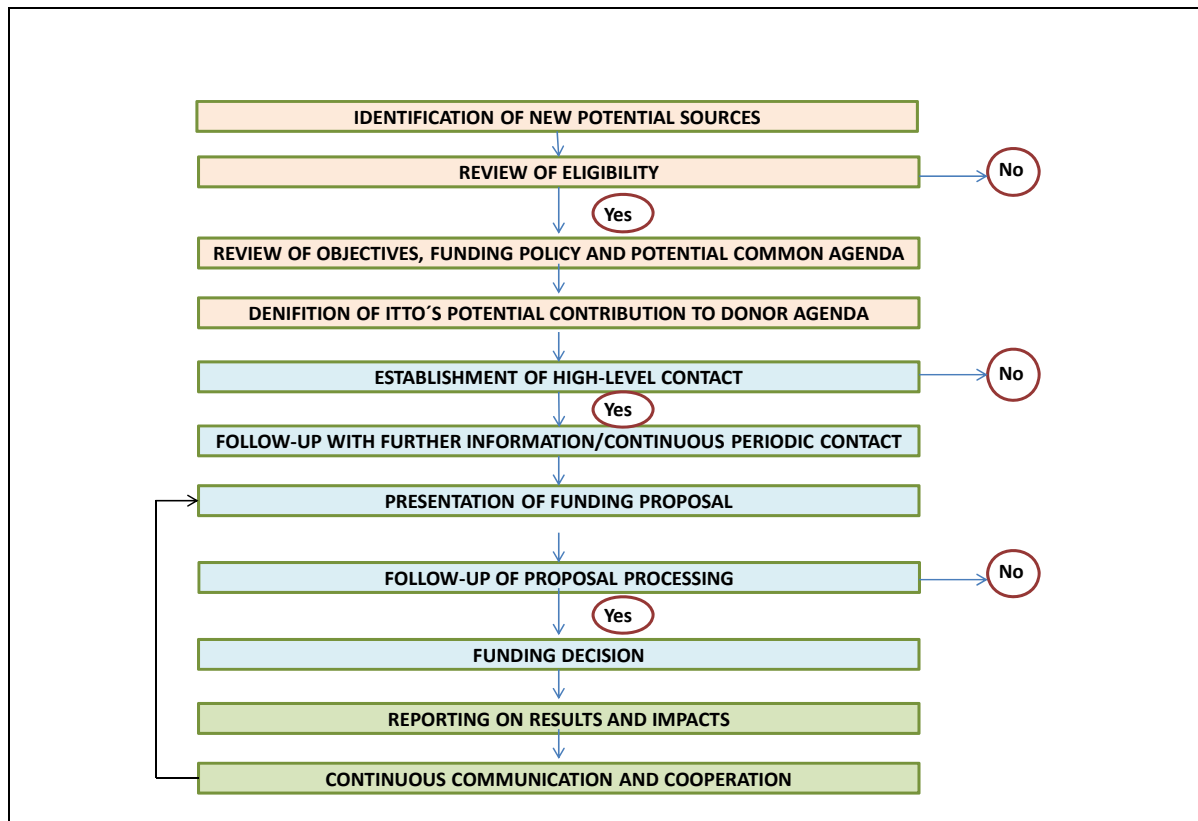 IDENTIFICATION OF NEW POTENTIAL SOURCES
REVIEW OF ELIGIBILITY
No
Yes
REVIEW OF OBJECTIVES, FUNDING POLICY AND POTENTIAL COMMON AGENDA
DENIFITION OF ITTO´S POTENTIAL CONTRIBUTION TO DONOR AGENDA
ESTABLISHMENT OF HIGH-LEVEL CONTACT
No
Yes
FOLLOW-UP WITH FURTHER INFORMATION/CONTINUOUS PERIODIC CONTACT
PRESENTATION OF FUNDING PROPOSAL
FOLLOW-UP OF PROPOSAL PROCESSING
No
Yes
FUNDING DECISION
REPORTING ON RESULTS AND IMPACTS
CONTINUOUS COMMUNICATION AND COOPERATION